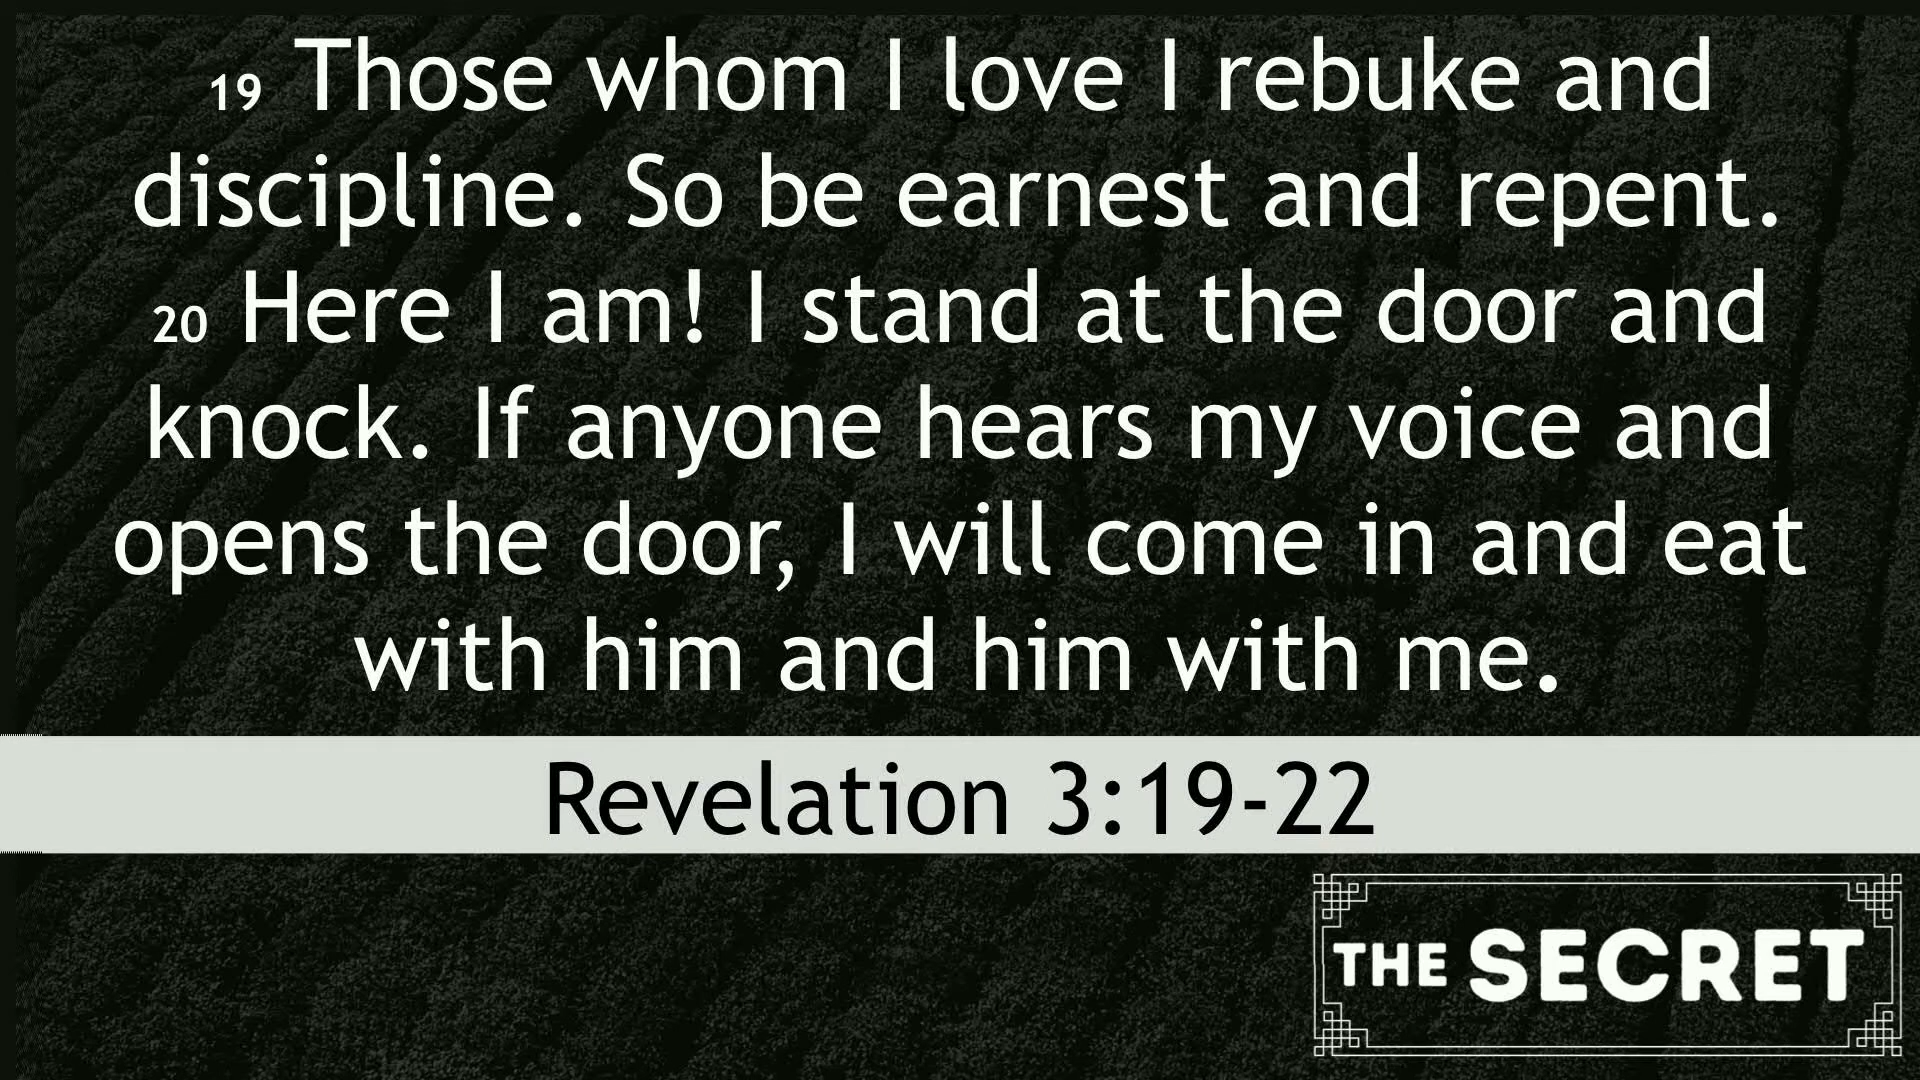 19 Those whom I love I rebuke and
discipline. So be earnest and repent.
20 Here I am! I stand at the door and
knock. If anyone hears my voice and
opens the door, I will come in and eat
with him and him with me.
Revelation 3:19-22
THE SECRET